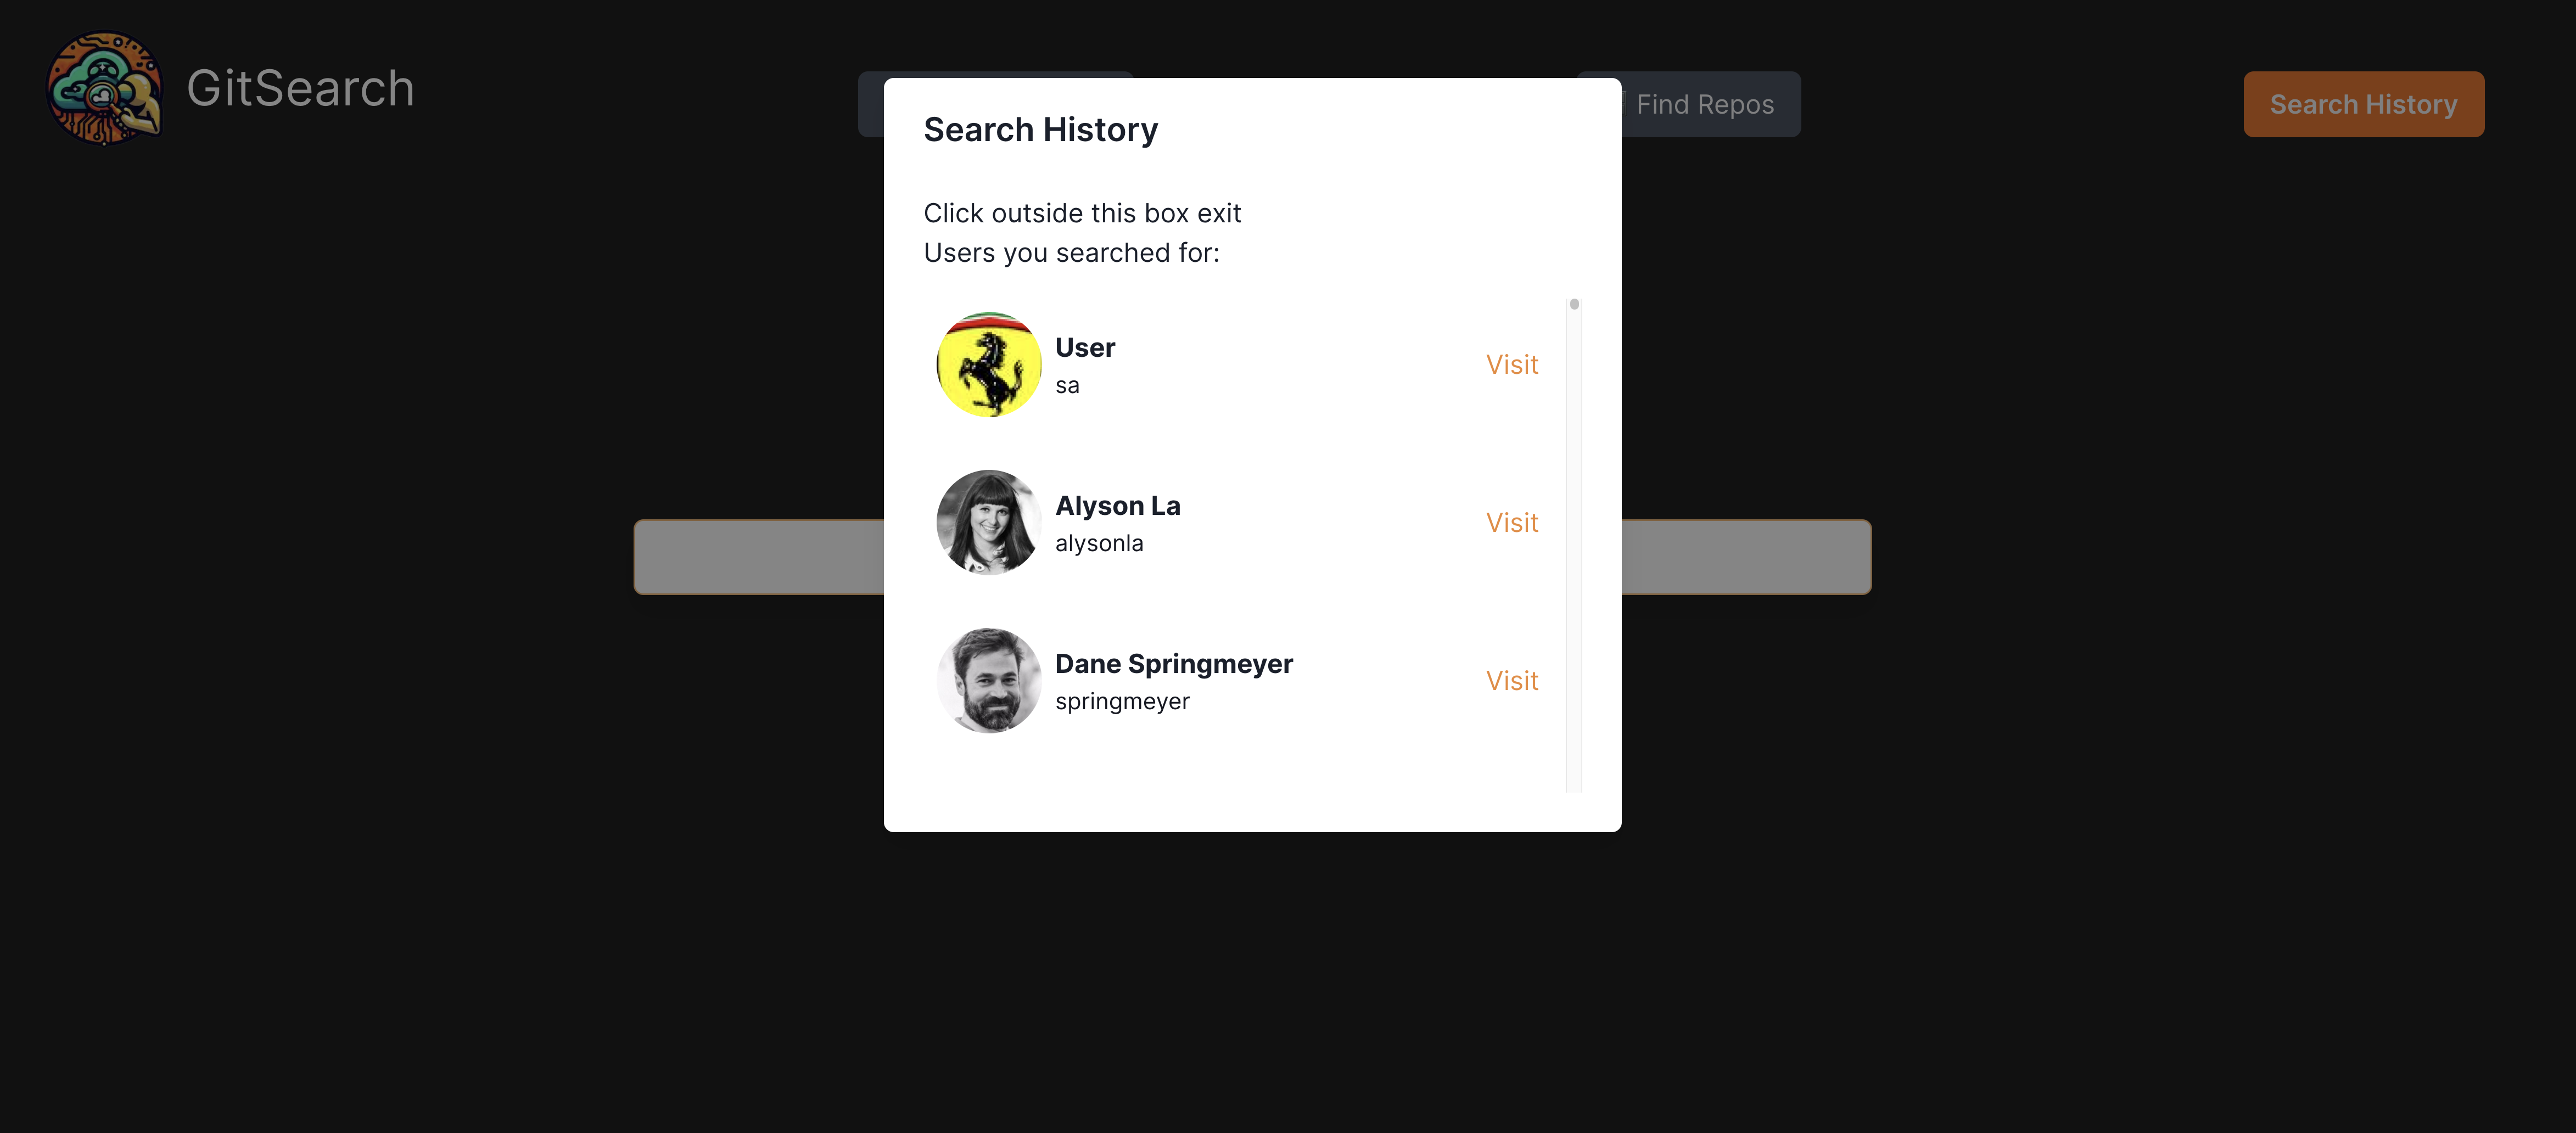 GitSearch
Find Repos
Search History
Search History
Click outside this box exit
Users you searched for:
User
sa
Visit
Alyson La
alysonla
Visit
Dane Springmeyer
springmeyer
Visit